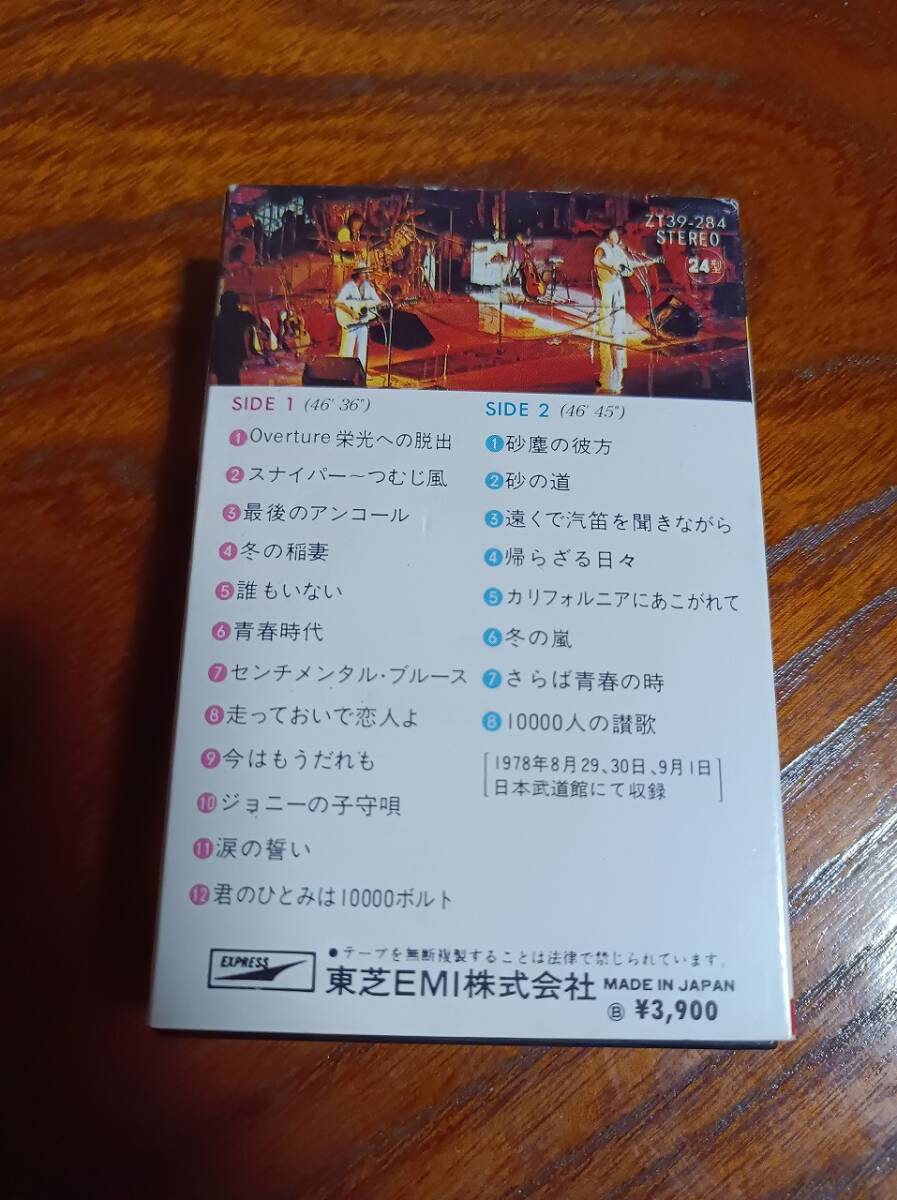 ZT39-284
STEREO
24型
SIDE 1 (46' 36")
1 Overture 栄光への脱出
2 スナイパー〜つむじ風
3 最後のアンコール
4 冬の稲妻
5 誰もいない
6 青春時代
7 センチメンタル・ブルース
8 走っておいで恋人よ
9 今はもうだれも
10 ジョニーの子守唄
11 涙の誓い
12 君のひとみは10000ボルト
SIDE 2 (46' 45")
1 砂塵の彼方
2 砂の道
3 遠くで汽笛を聞きながら
4 帰らざる日々
5 カリフォルニアにあこがれて
6 冬の嵐
7 さらば青春の時
8 10000人の讃歌
[1978年8月29、30日、9月1日
日本武道館にて収録]
EXPRESS
●テープを無断複製することは法律で禁じられています。
東芝EMI株式会社 MADE IN JAPAN
Ⓑ ¥3,900